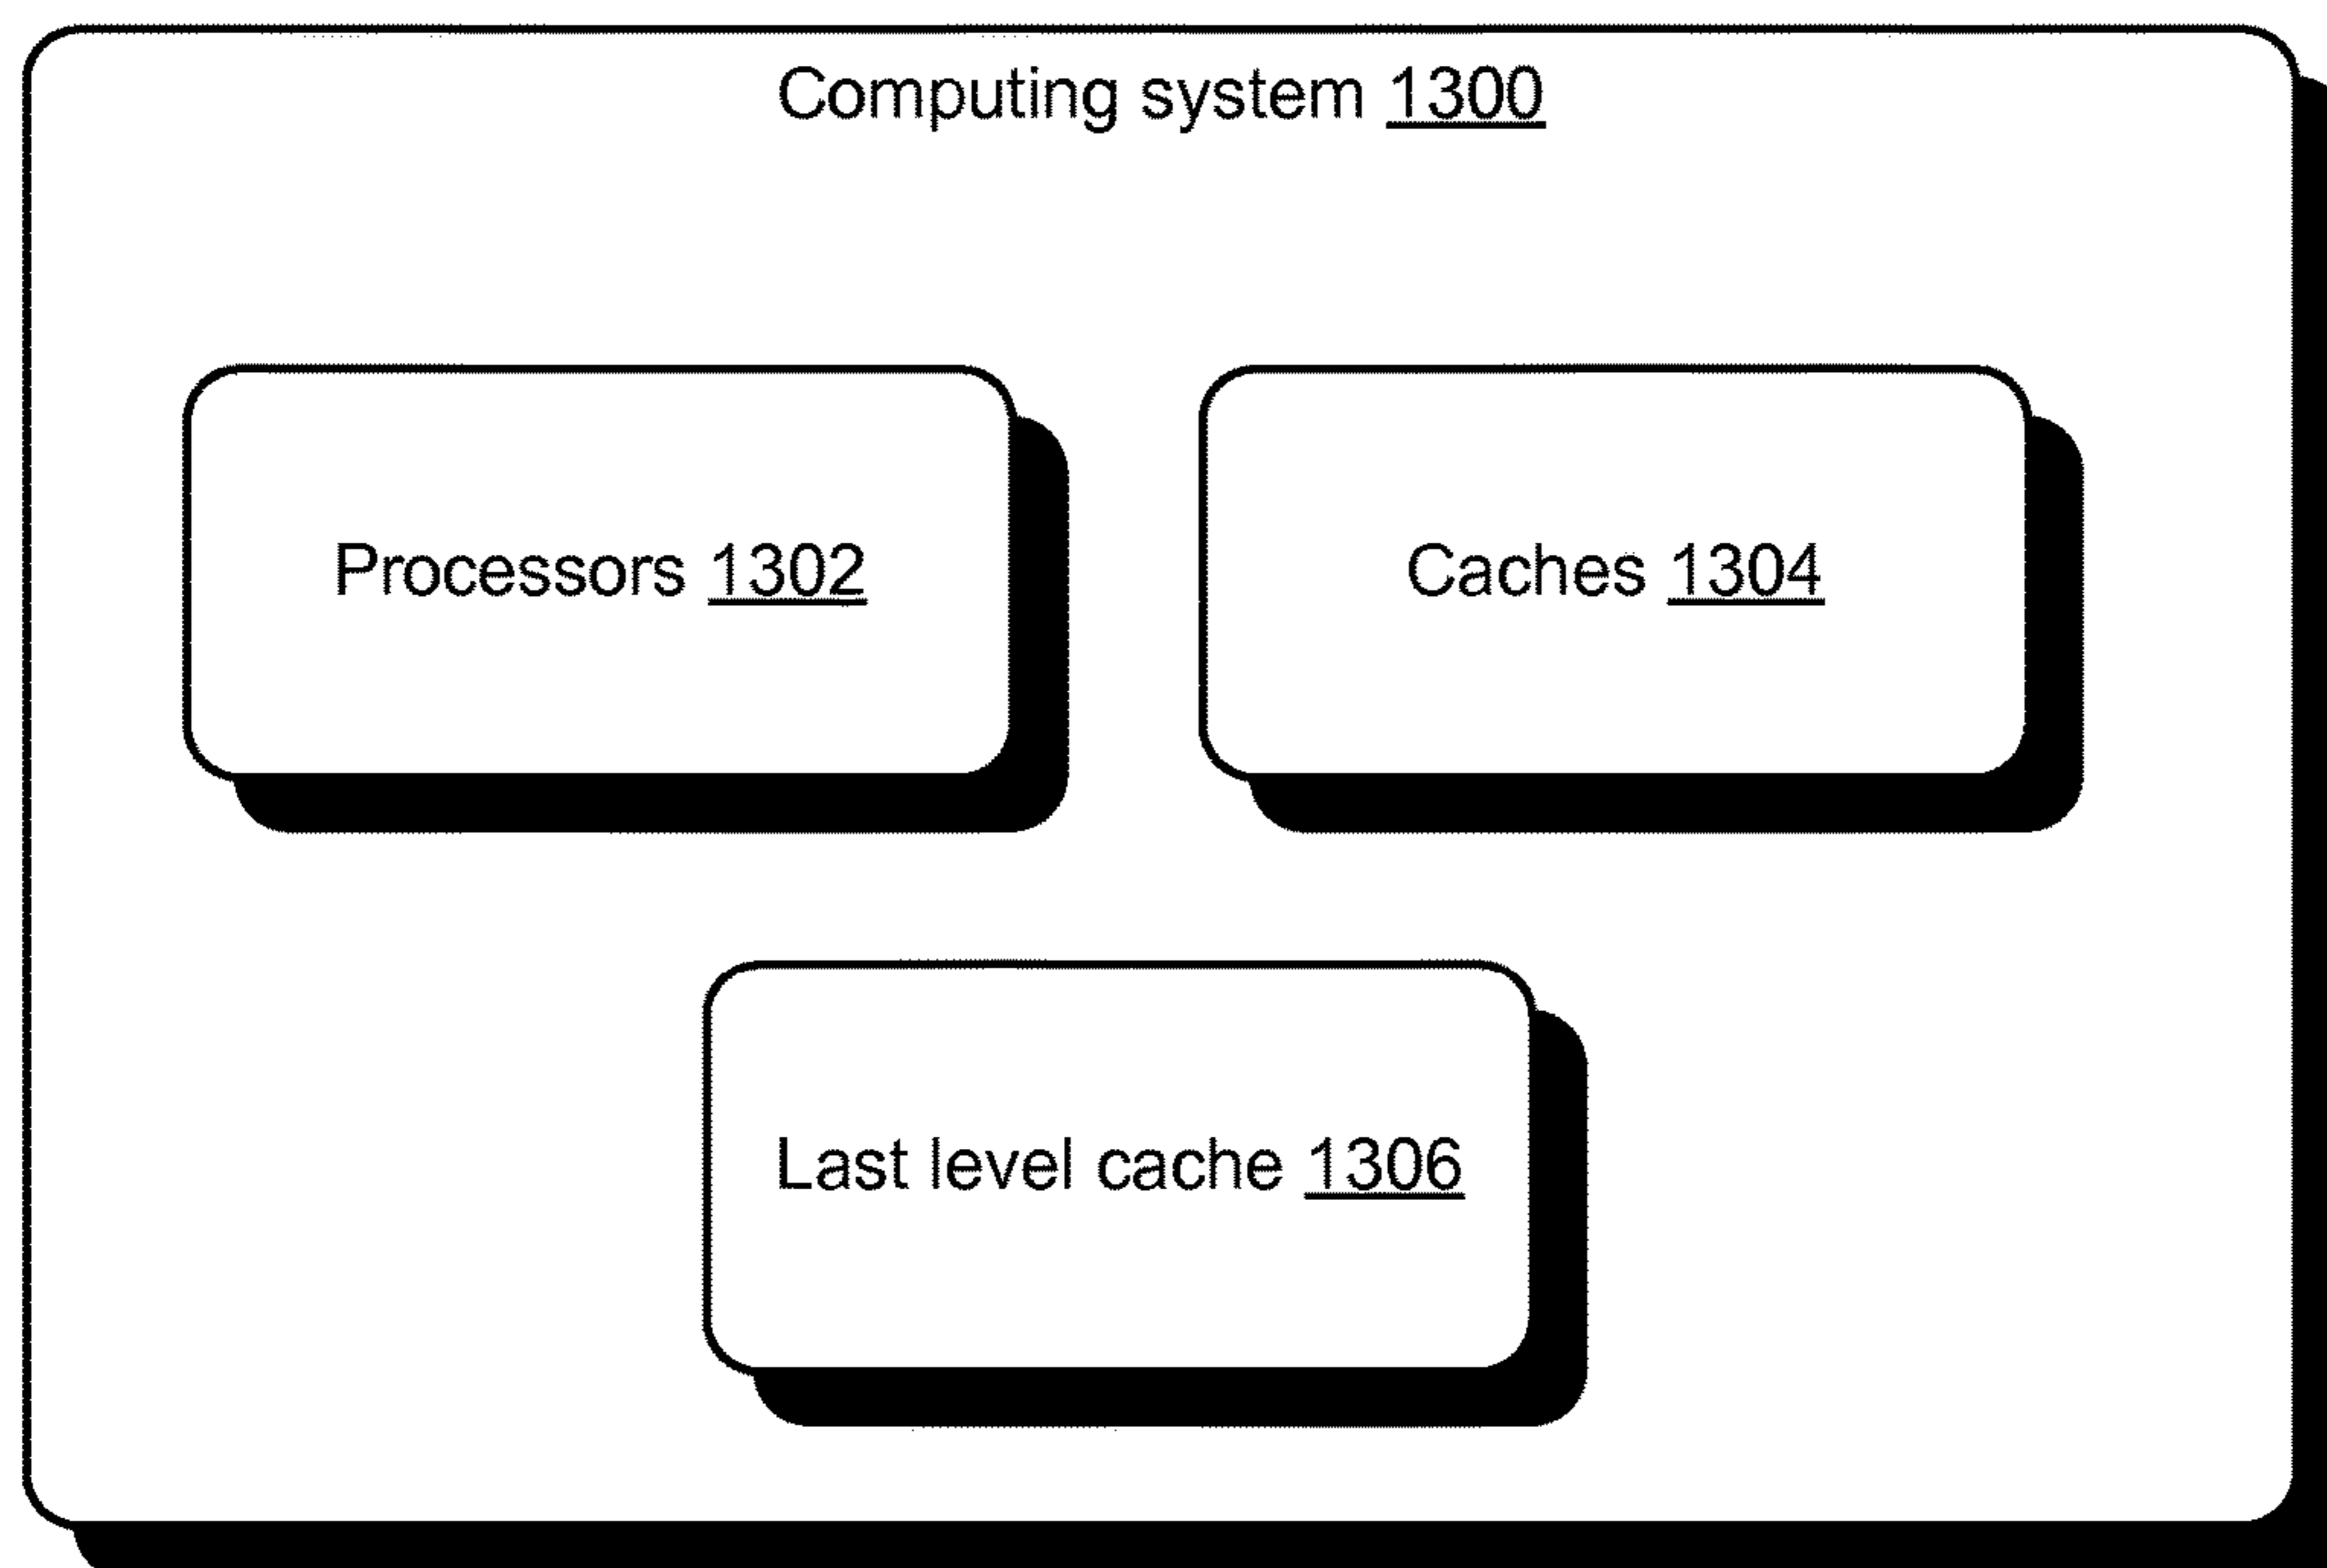 Computing system 1300
Processors 1302
Caches 1304
Last level cache 1306